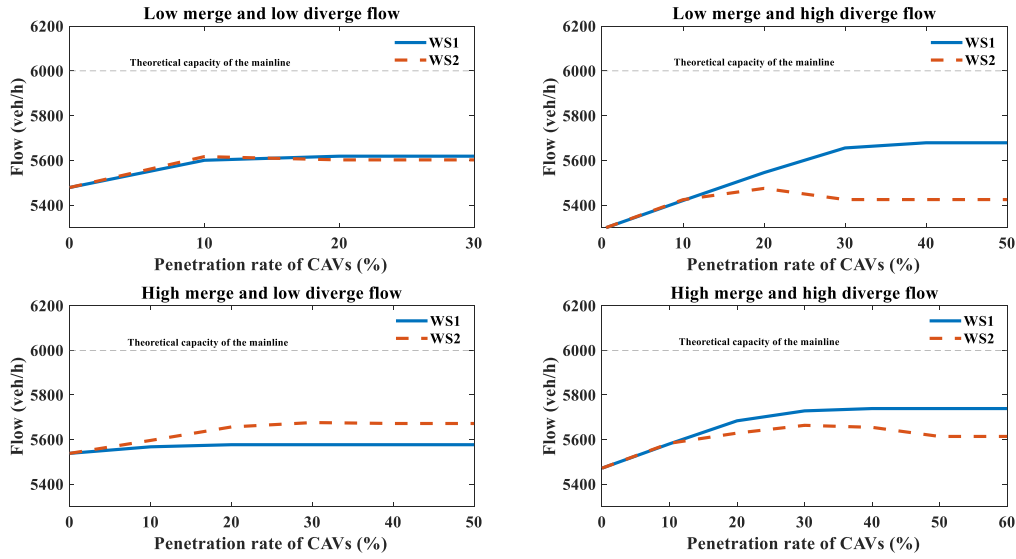 Low merge and low diverge flow
6200
6000
5800
5600
5400
Flow (veh/h)
Theoretical capacity of the mainline
WS1
WS2
0
10
20
30
Penetration rate of CAVs (%)
Low merge and high diverge flow
6200
6000
5800
5600
5400
Flow (veh/h)
Theoretical capacity of the mainline
WS1
WS2
0
10
20
30
40
50
Penetration rate of CAVs (%)
High merge and low diverge flow
6200
6000
5800
5600
5400
Flow (veh/h)
Theoretical capacity of the mainline
WS1
WS2
0
10
20
30
40
50
Penetration rate of CAVs (%)
High merge and high diverge flow
6200
6000
5800
5600
5400
Flow (veh/h)
Theoretical capacity of the mainline
WS1
WS2
0
10
20
30
40
50
60
Penetration rate of CAVs (%)